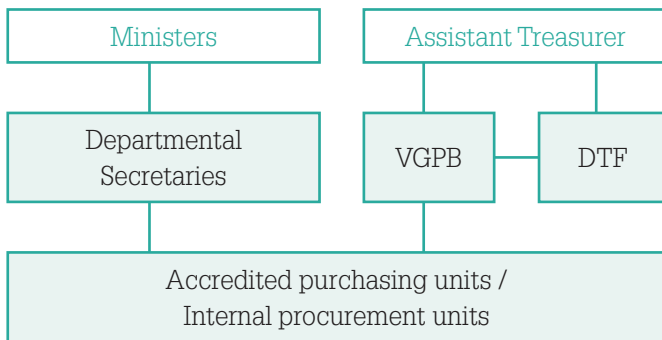 Ministers
Assistant Treasurer
Departmental
Secretaries
VGPB
DTF
Accredited purchasing units /
Internal procurement units